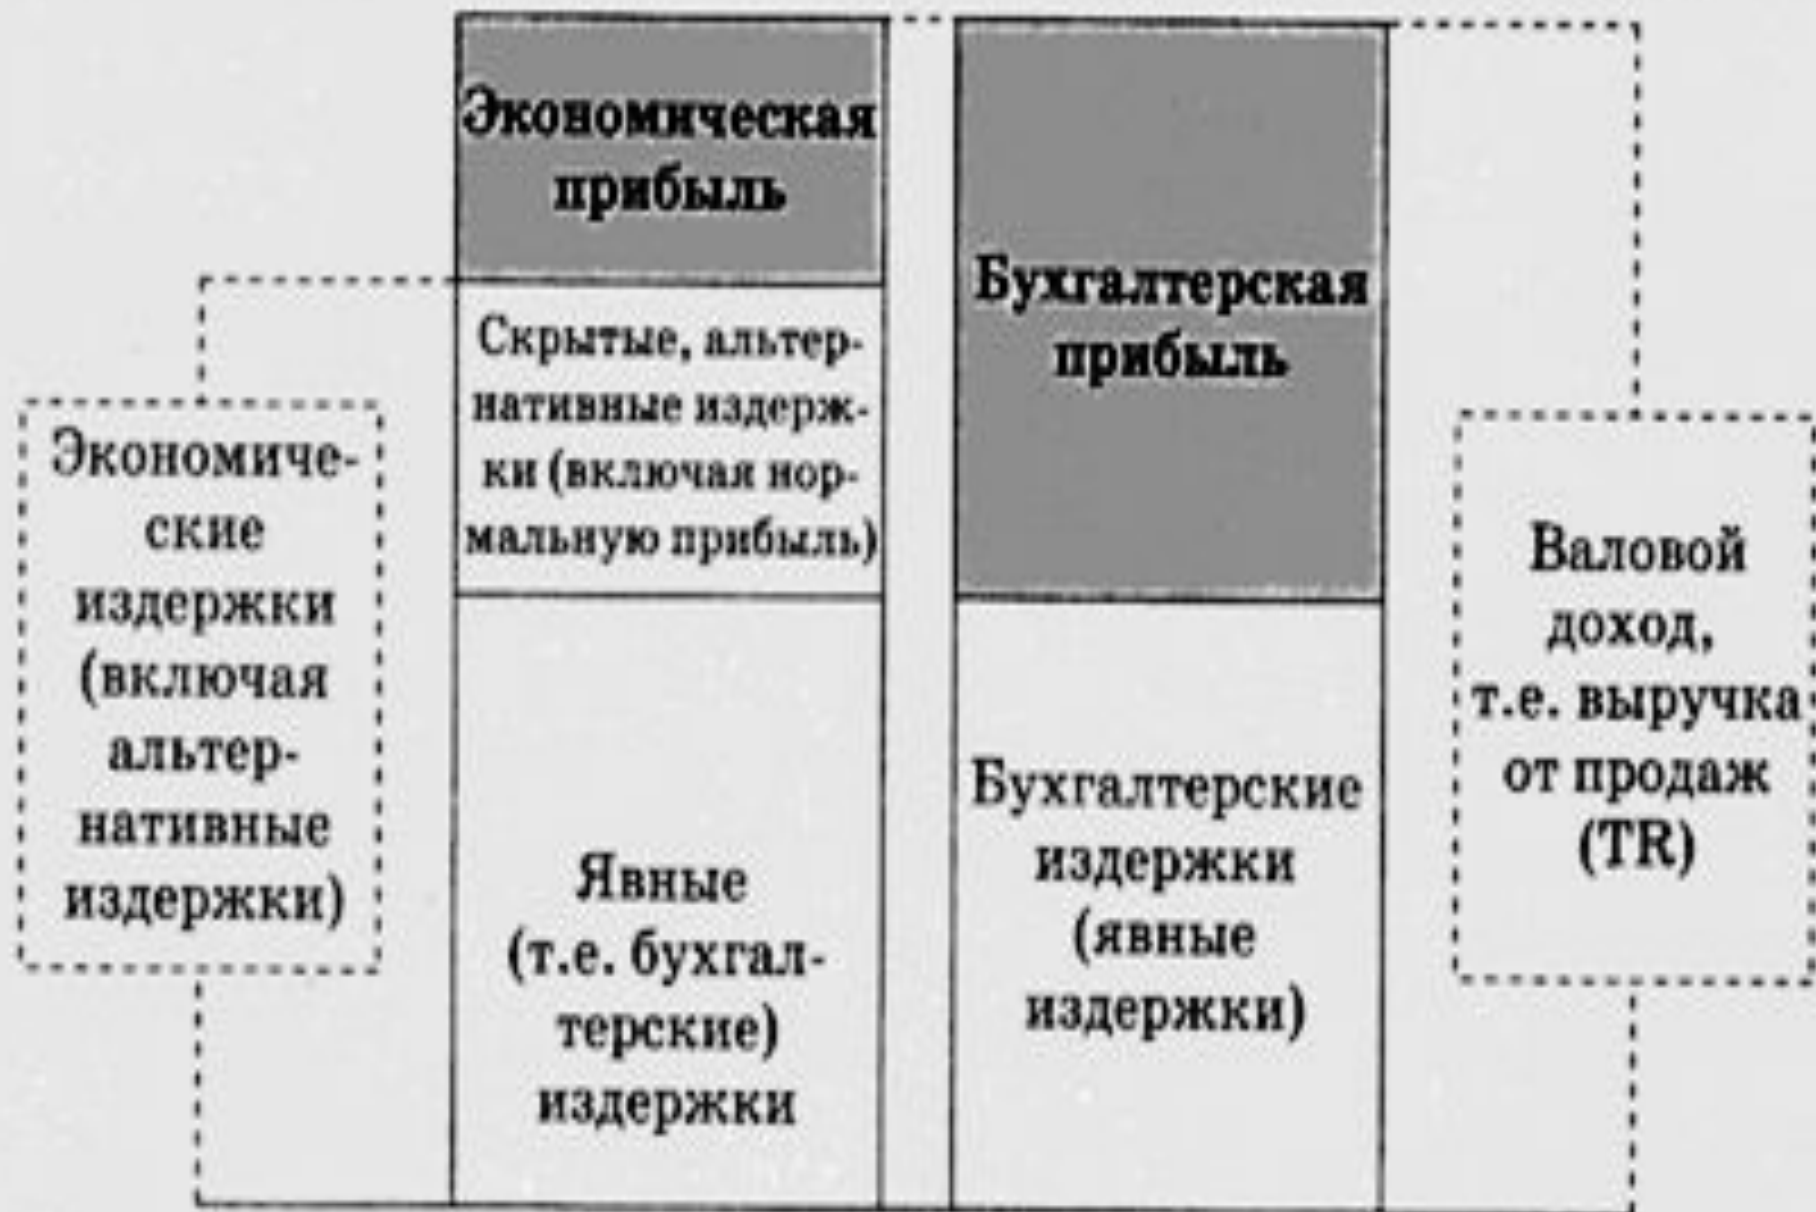 Экономическая
прибыль
Скрытые, альтер-
нативные издерж-
ки (включая нор-
мальную прибыль)
Явные
(т.е. бухгал-
терские)
издержки
Бухгалтерская
прибыль
Бухгалтерские
издержки
(явные
издержки)
Экономиче-
ские
издержки
(включая
альтер-
нативные
издержки)
Валовой
доход,
т.е. выручка
от продаж
(TR)